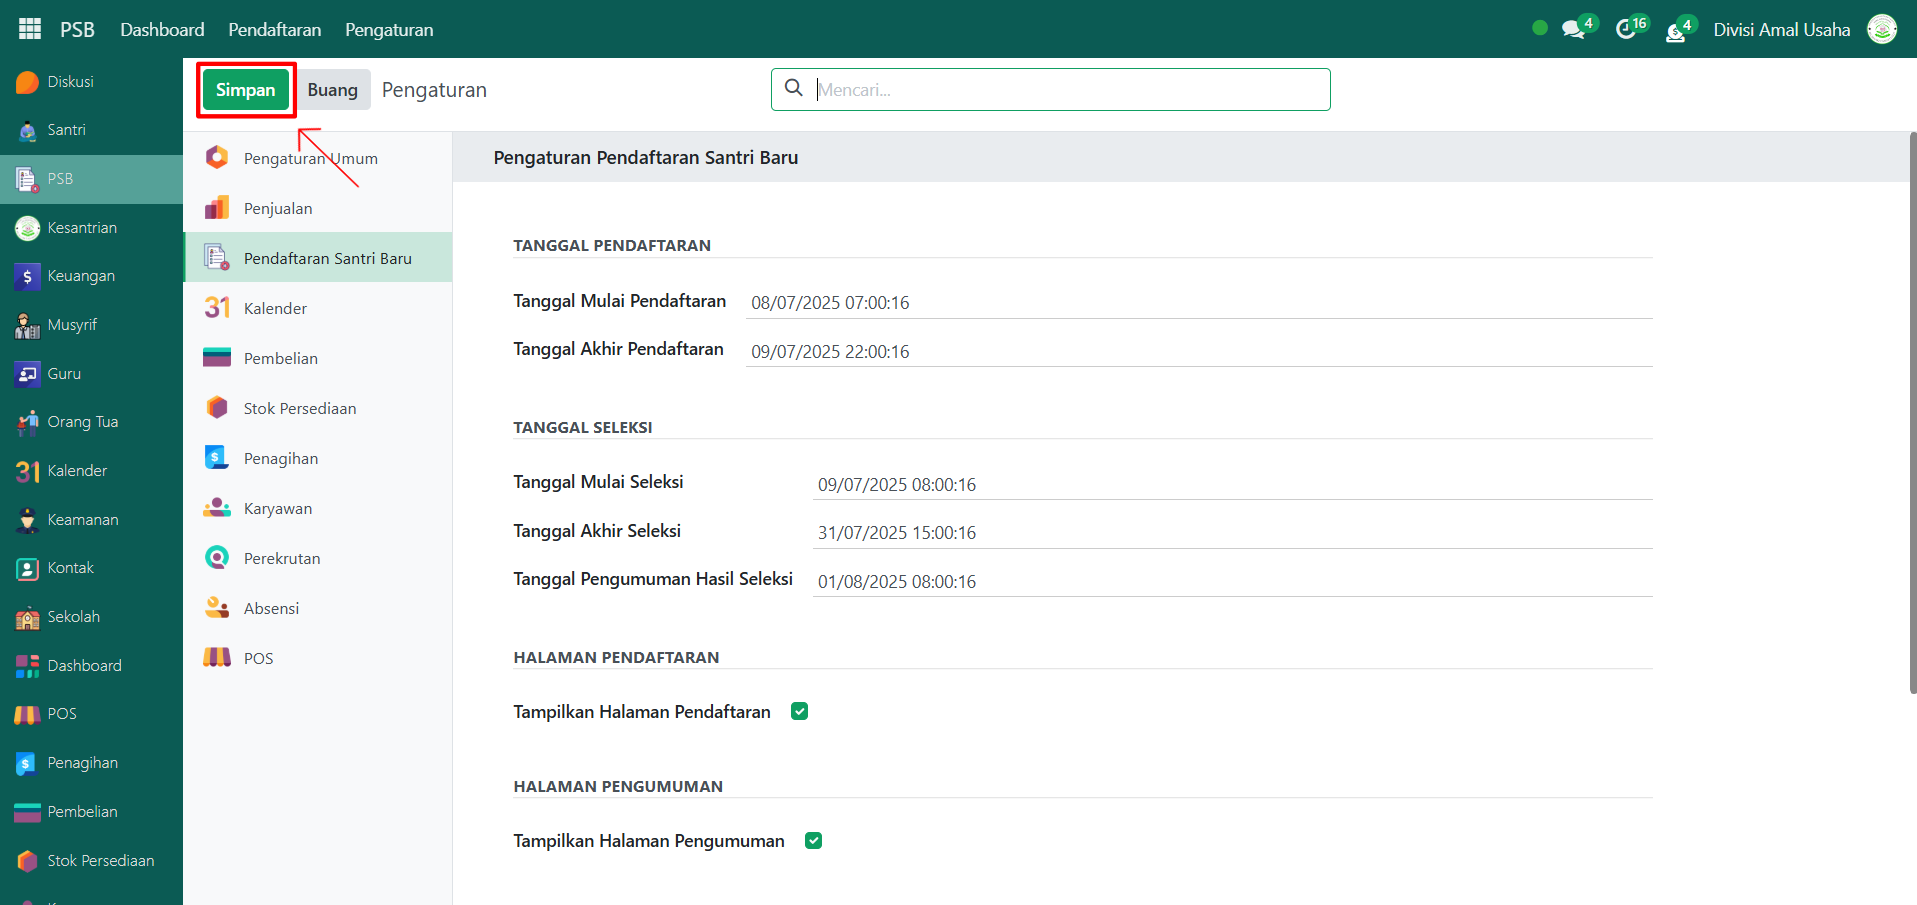 PSB Dashboard Pendaftaran Pengaturan 4 16 4 Divisi Amal Usaha
Diskusi
Santri
PSB
Kesantrian
Keuangan
Musyrif
Guru
Orang Tua
31 Kalender
Keamanan
Kontak
Sekolah
Dashboard
POS
Penagihan
Pembelian
Stok Persediaan
Simpan Buang Pengaturan Mencari...
Pengaturan Umum
Penjualan
Pendaftaran Santri Baru
31 Kalender
Pembelian
Stok Persediaan
Penagihan
Karyawan
Perekrutan
Absensi
POS
Pengaturan Pendaftaran Santri Baru
TANGGAL PENDAFTARAN
Tanggal Mulai Pendaftaran 08/07/2025 07:00:16
Tanggal Akhir Pendaftaran 09/07/2025 22:00:16
TANGGAL SELEKSI
Tanggal Mulai Seleksi 09/07/2025 08:00:16
Tanggal Akhir Seleksi 31/07/2025 15:00:16
Tanggal Pengumuman Hasil Seleksi 01/08/2025 08:00:16
HALAMAN PENDAFTARAN
Tampilkan Halaman Pendaftaran
HALAMAN PENGUMUMAN
Tampilkan Halaman Pengumuman